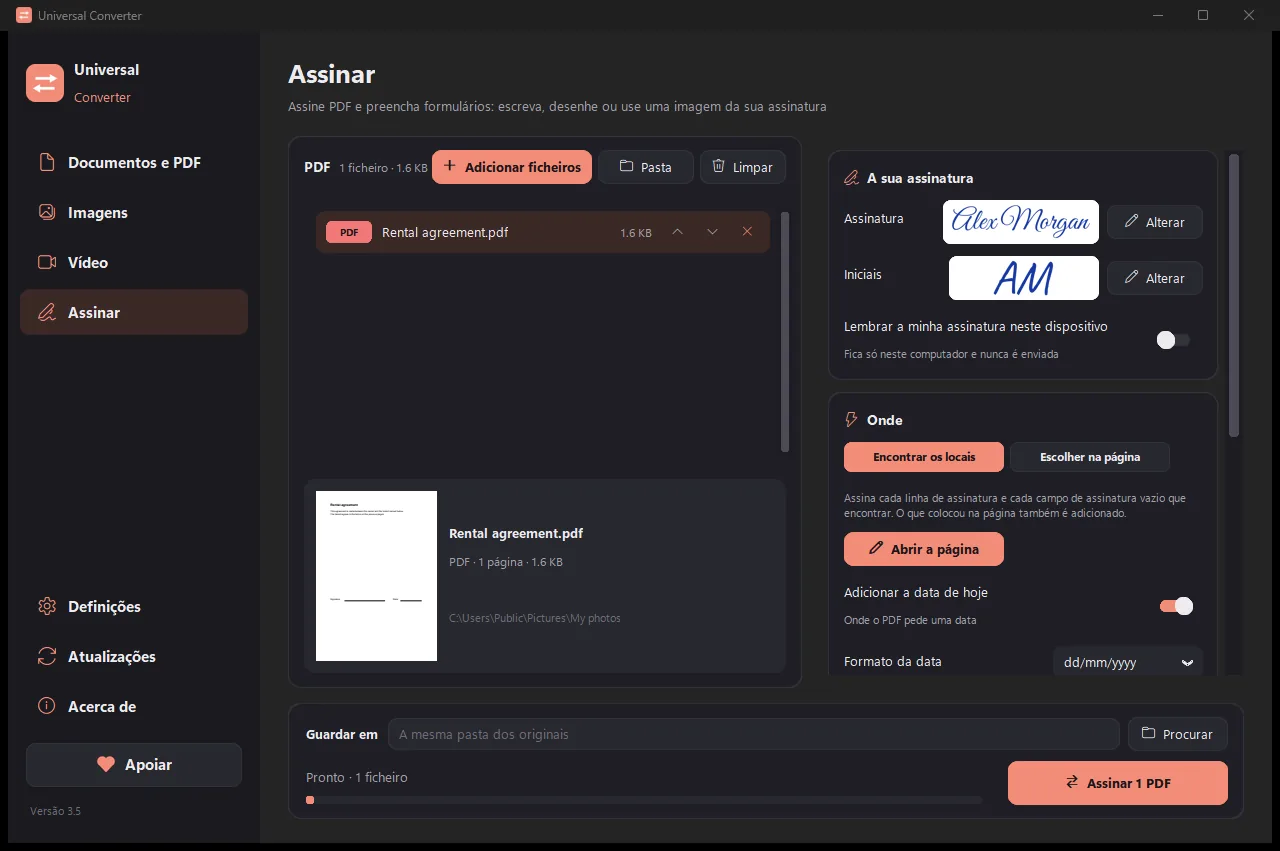 Universal Converter
Universal
Converter
Documentos e PDF
Imagens
Vídeo
Assinar
Definições
Atualizações
Acerca de
Apoiar
Versão 3.5
Assinar
Assine PDF e preencha formulários: escreva, desenhe ou use uma imagem da sua assinatura
PDF 1 ficheiro · 1.6 KB Adicionar ficheiros Pasta Limpar
PDF Rental agreement.pdf 1.6 KB
Rental agreement
Rental agreement.pdf
PDF · 1 página · 1.6 KB
C:\Users\Public\Pictures\My photos
A sua assinatura
Assinatura Alex Morgan Alterar
Iniciais AM Alterar
Lembrar a minha assinatura neste dispositivo
Fica só neste computador e nunca é enviada
Onde
Encontrar os locais Escolher na página
Assina cada linha de assinatura e cada campo de assinatura vazio que
encontrar. O que colocou na página também é adicionado.
Abrir a página
Adicionar a data de hoje
Onde o PDF pede uma data
Formato da data dd/mm/yyyy
Guardar em A mesma pasta dos originais Procurar
Pronto · 1 ficheiro
Assinar 1 PDF